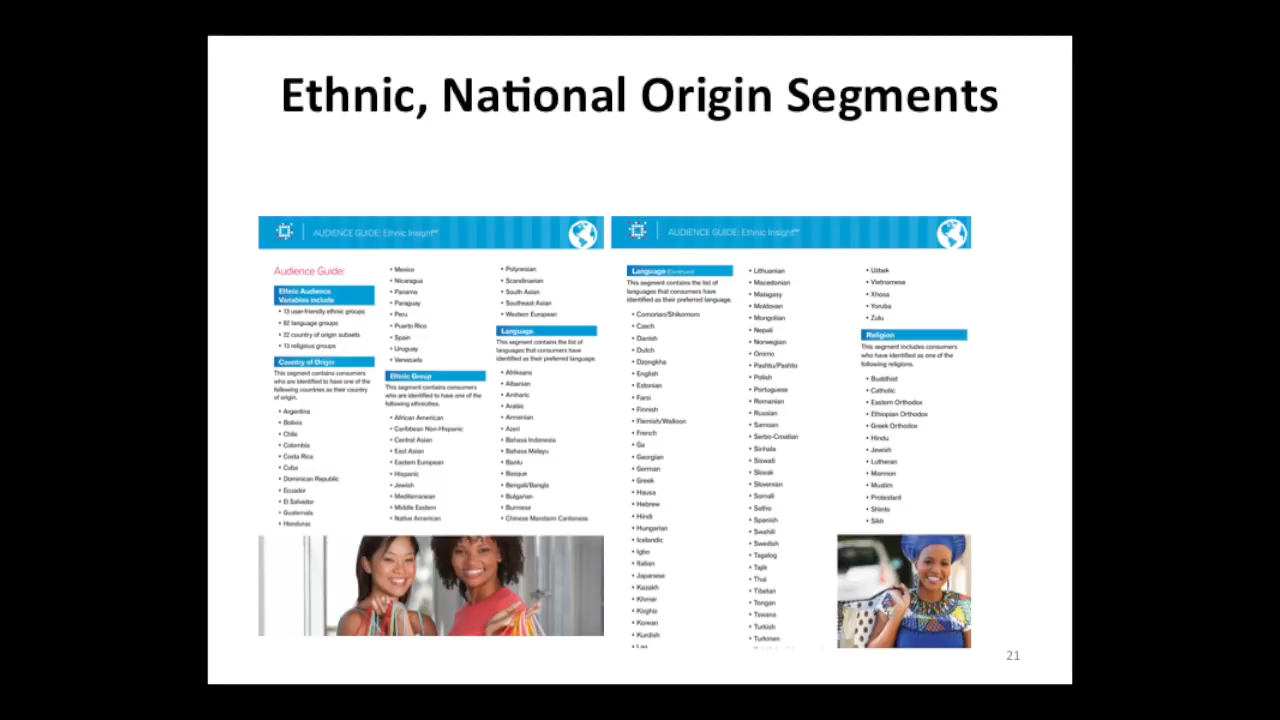 Ethnic, National Origin Segments
AUDIENCE GUIDE: Ethnic Insight℠
Audience Guide:
Ethnic Audience
Variables include
• 13 user-friendly ethnic groups
• 82 language groups
• 22 country of origin subsets
• 13 religious groups
Country of Origin
This segment contains consumers
who are identified to have one of the
following countries as their country
of origin.
• Argentina
• Bolivia
• Chile
• Colombia
• Costa Rica
• Cuba
• Dominican Republic
• Ecuador
• El Salvador
• Guatemala
• Honduras
• Mexico
• Nicaragua
• Panama
• Paraguay
• Peru
• Puerto Rico
• Spain
• Uruguay
• Venezuela
Ethnic Group
This segment contains consumers
who are identified to have one of the
following ethnicities.
• African American
• Caribbean Non-Hispanic
• Central Asian
• East Asian
• Eastern European
• Hispanic
• Jewish
• Mediterranean
• Middle Eastern
• Native American
• Polynesian
• Scandinavian
• South Asian
• Southeast Asian
• Western European
Language
This segment contains the list of
languages that consumers have
identified as their preferred language.
• Afrikaans
• Albanian
• Amharic
• Arabic
• Armenian
• Azeri
• Bahasa Indonesia
• Bahasa Melayu
• Bantu
• Basque
• Bengali/Bangla
• Bulgarian
• Burmese
• Chinese Mandarin Cantonese
AUDIENCE GUIDE: Ethnic Insight℠
Language (Continued)
This segment contains the list of
languages that consumers have
identified as their preferred language.
• Comorian/Shikomoro
• Czech
• Danish
• Dutch
• Dzongkha
• English
• Estonian
• Farsi
• Finnish
• Flemish/Walloon
• French
• Ga
• Georgian
• German
• Greek
• Hausa
• Hebrew
• Hindi
• Hungarian
• Icelandic
• Igbo
• Italian
• Japanese
• Kazakh
• Khmer
• Kirghiz
• Korean
• Kurdish
• Lithuanian
• Macedonian
• Malagasy
• Moldovan
• Mongolian
• Nepali
• Norwegian
• Oromo
• Pashtu/Pashto
• Polish
• Portuguese
• Romanian
• Russian
• Samoan
• Serbo-Croatian
• Sinhala
• Siswati
• Slovak
• Slovenian
• Somali
• Sotho
• Spanish
• Swahili
• Swedish
• Tagalog
• Tajik
• Thai
• Tibetan
• Tongan
• Tswana
• Turkish
• Turkmen
• Uzbek
• Vietnamese
• Xhosa
• Yoruba
• Zulu
Religion
This segment includes consumers
who have identified as one of the
following religions.
• Buddhist
• Catholic
• Eastern Orthodox
• Ethiopian Orthodox
• Greek Orthodox
• Hindu
• Jewish
• Lutheran
• Mormon
• Muslim
• Protestant
• Shinto
• Sikh
21